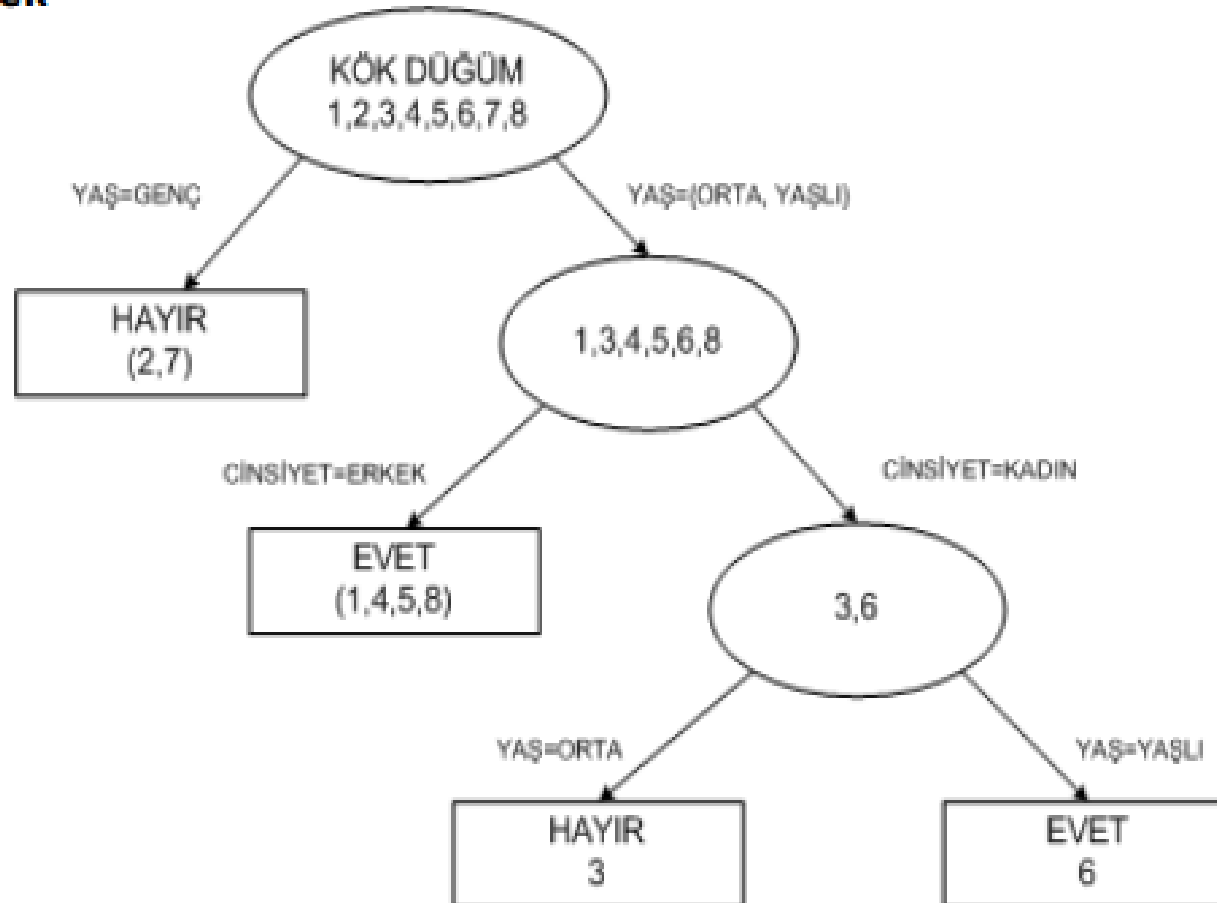 KÖK DÜĞÜM
1,2,3,4,5,6,7,8
YAŞ=GENÇ
YAŞ=(ORTA, YAŞLI)
HAYIR
(2,7)
1,3,4,5,6,8
CİNSİYET=ERKEK
CİNSİYET=KADIN
EVET
(1,4,5,8)
3,6
YAŞ=ORTA
YAŞ=YAŞLI
HAYIR
3
EVET
6